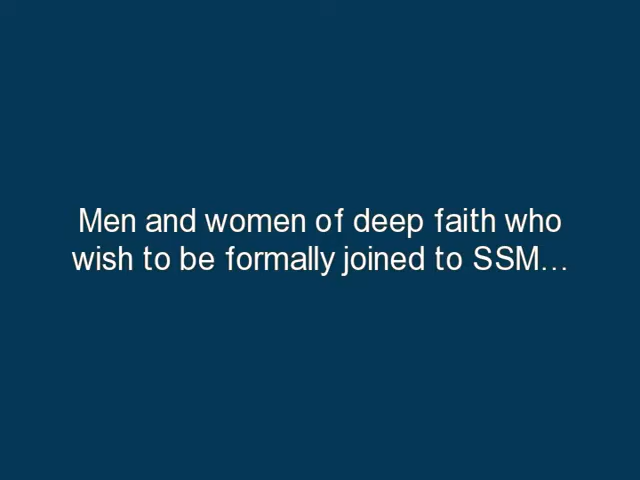 Men and women of deep faith who
wish to be formally joined to SSM…